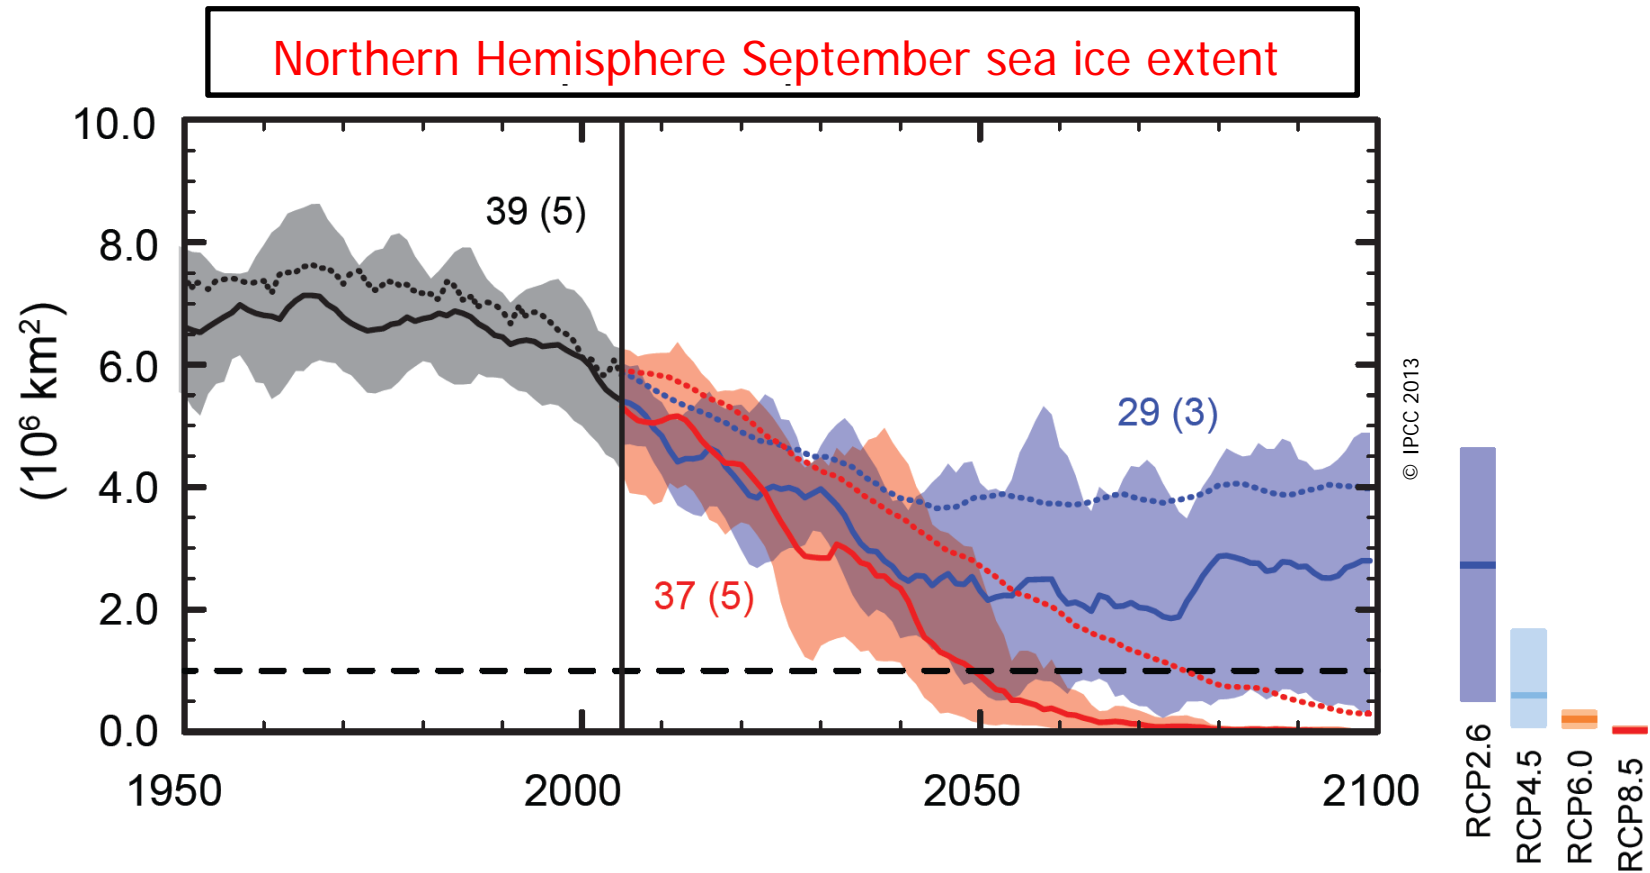 Northern Hemisphere September sea ice extent
10.0
8.0
6.0
4.0
2.0
0.0
(10⁶ km²)
39 (5)
29 (3)
37 (5)
1950
2000
2050
2100
© IPCC 2013
RCP2.6
RCP4.5
RCP6.0
RCP8.5